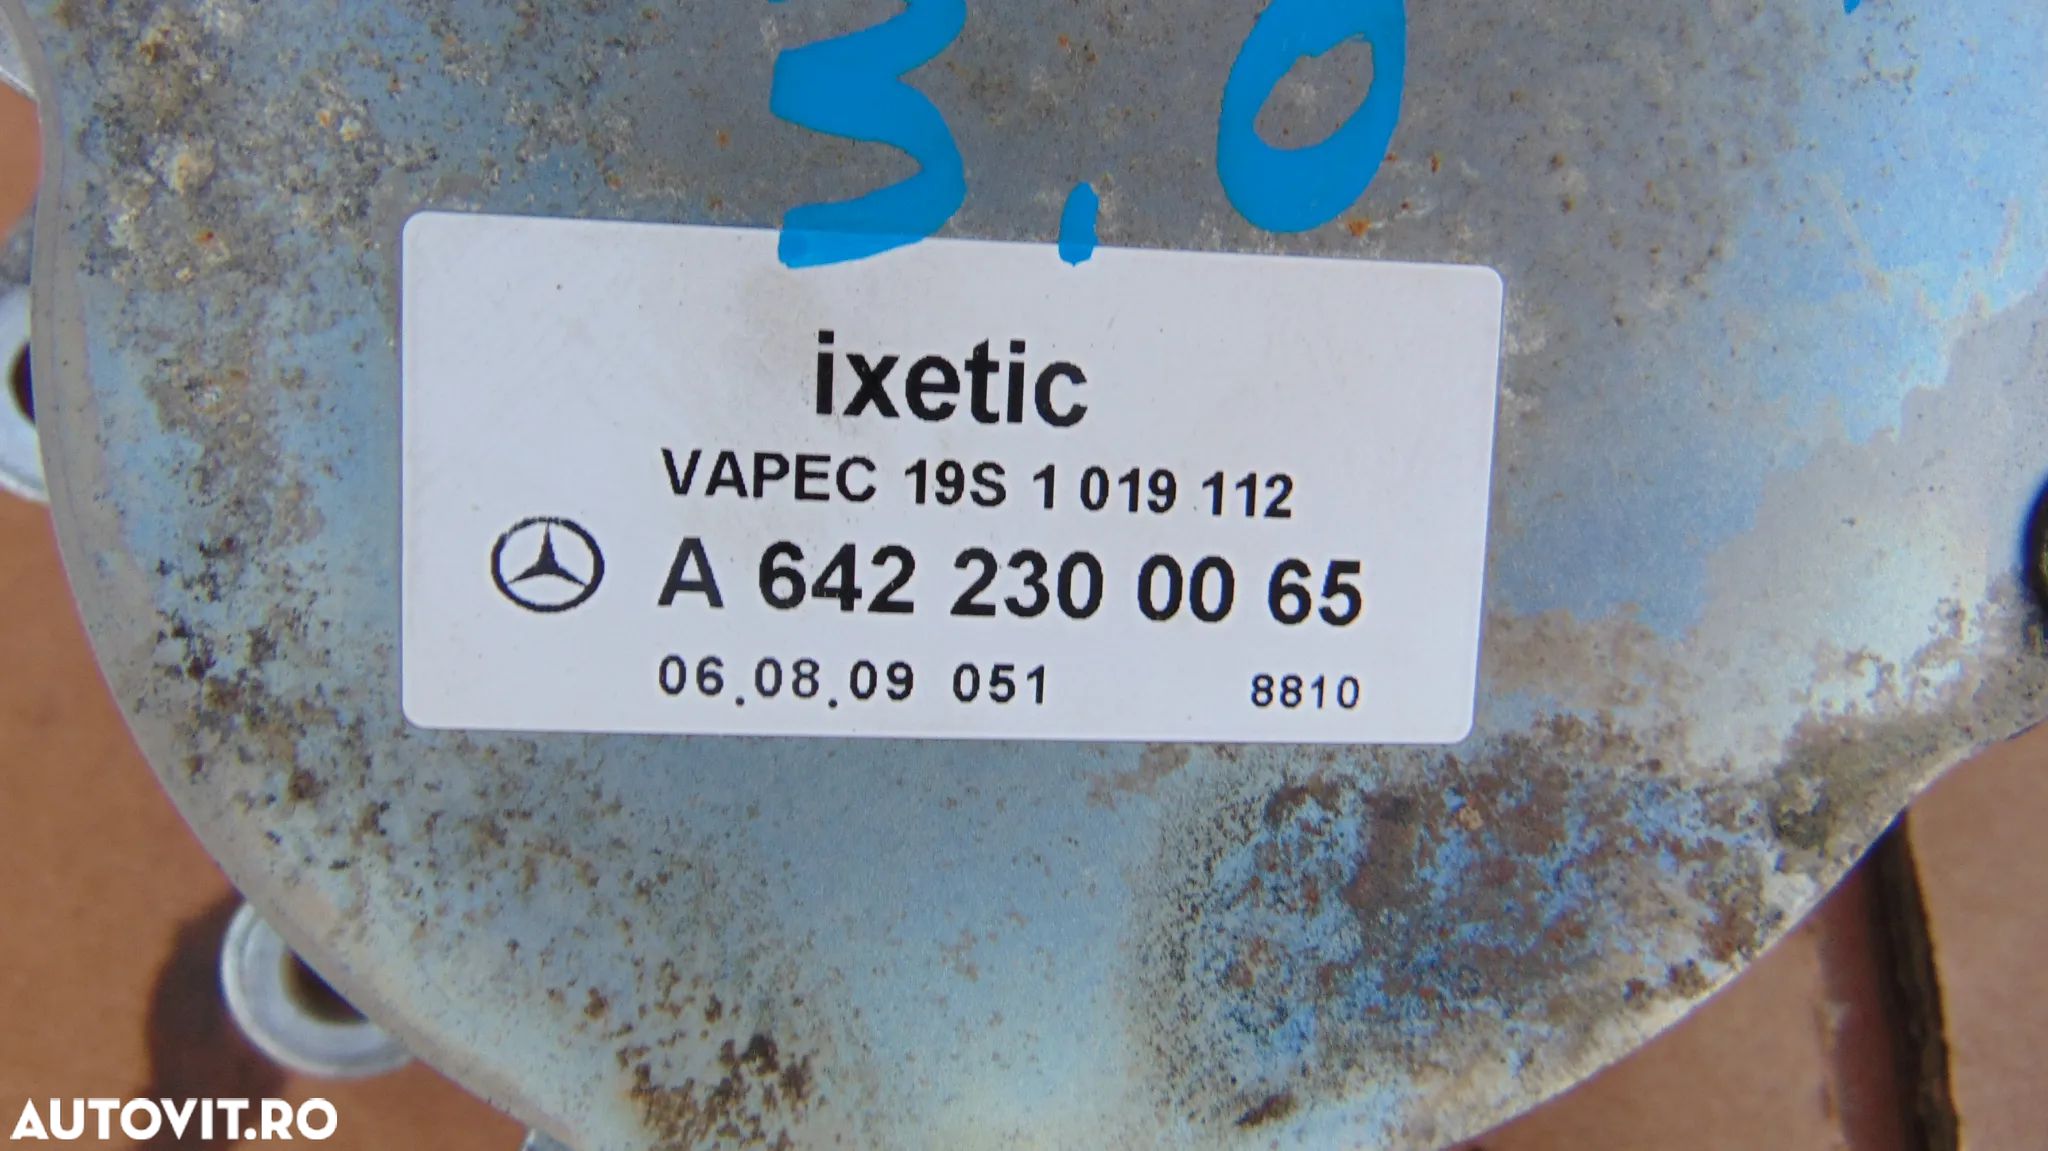 3,0
ixetic
VAPEC 19S 1 019 112
A 642 230 00 65
06.08.09 051 8810
AUTOVIT.RO